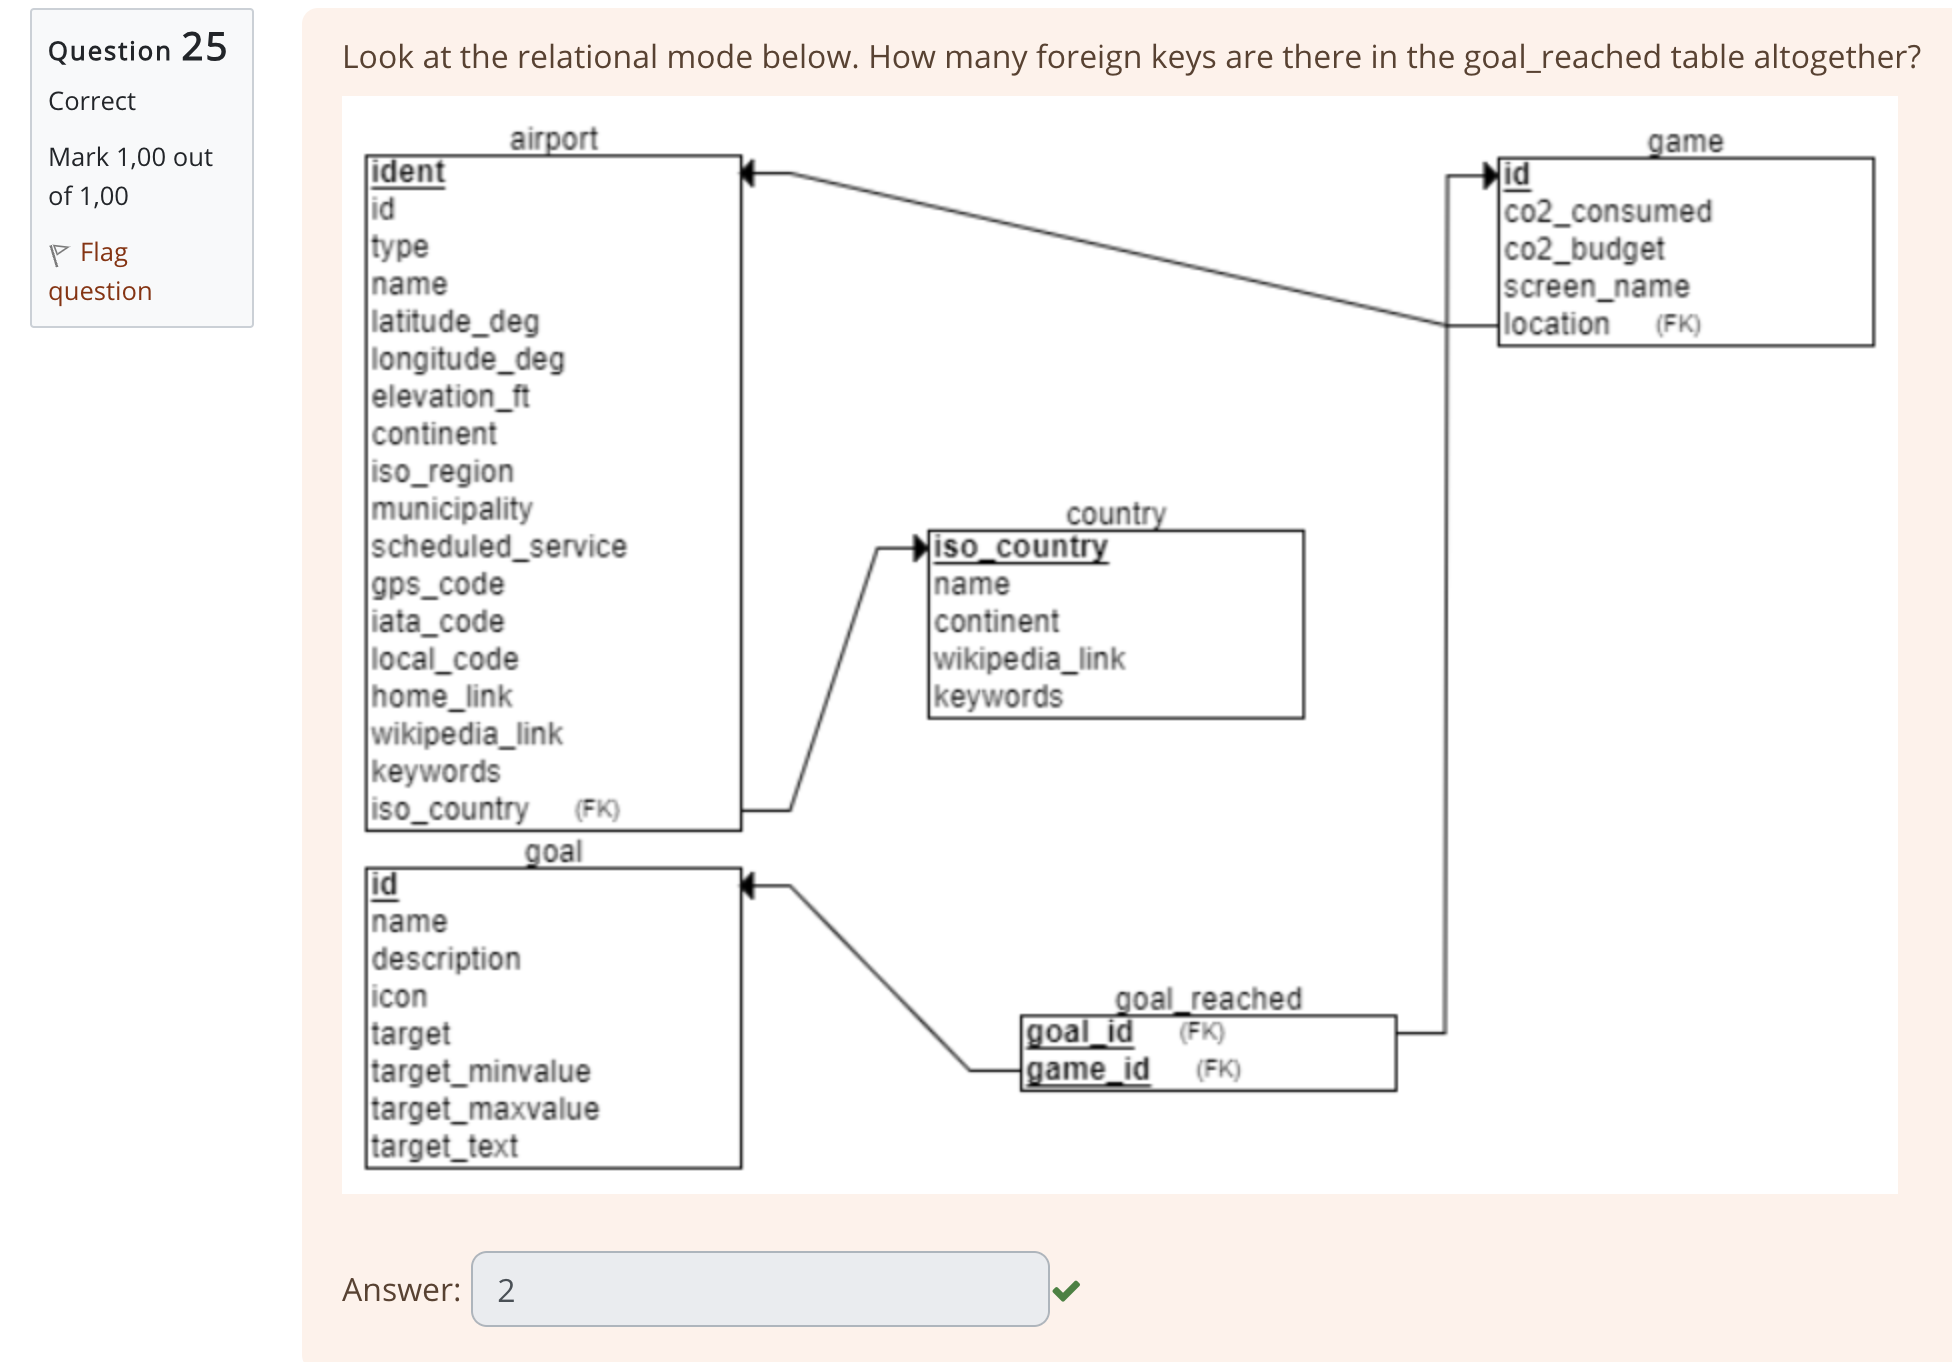 Question 25
Correct
Mark 1,00 out
of 1,00
Flag
question
Look at the relational mode below. How many foreign keys are there in the goal_reached table altogether?
airport
ident
id
type
name
latitude_deg
longitude_deg
elevation_ft
continent
iso_region
municipality
scheduled_service
gps_code
iata_code
local_code
home_link
wikipedia_link
keywords
iso_country (FK)
game
id
co2_consumed
co2_budget
screen_name
location (FK)
country
iso_country
name
continent
wikipedia_link
keywords
goal
id
name
description
icon
target
target_minvalue
target_maxvalue
target_text
goal_reached
goal_id (FK)
game_id (FK)
Answer: 2